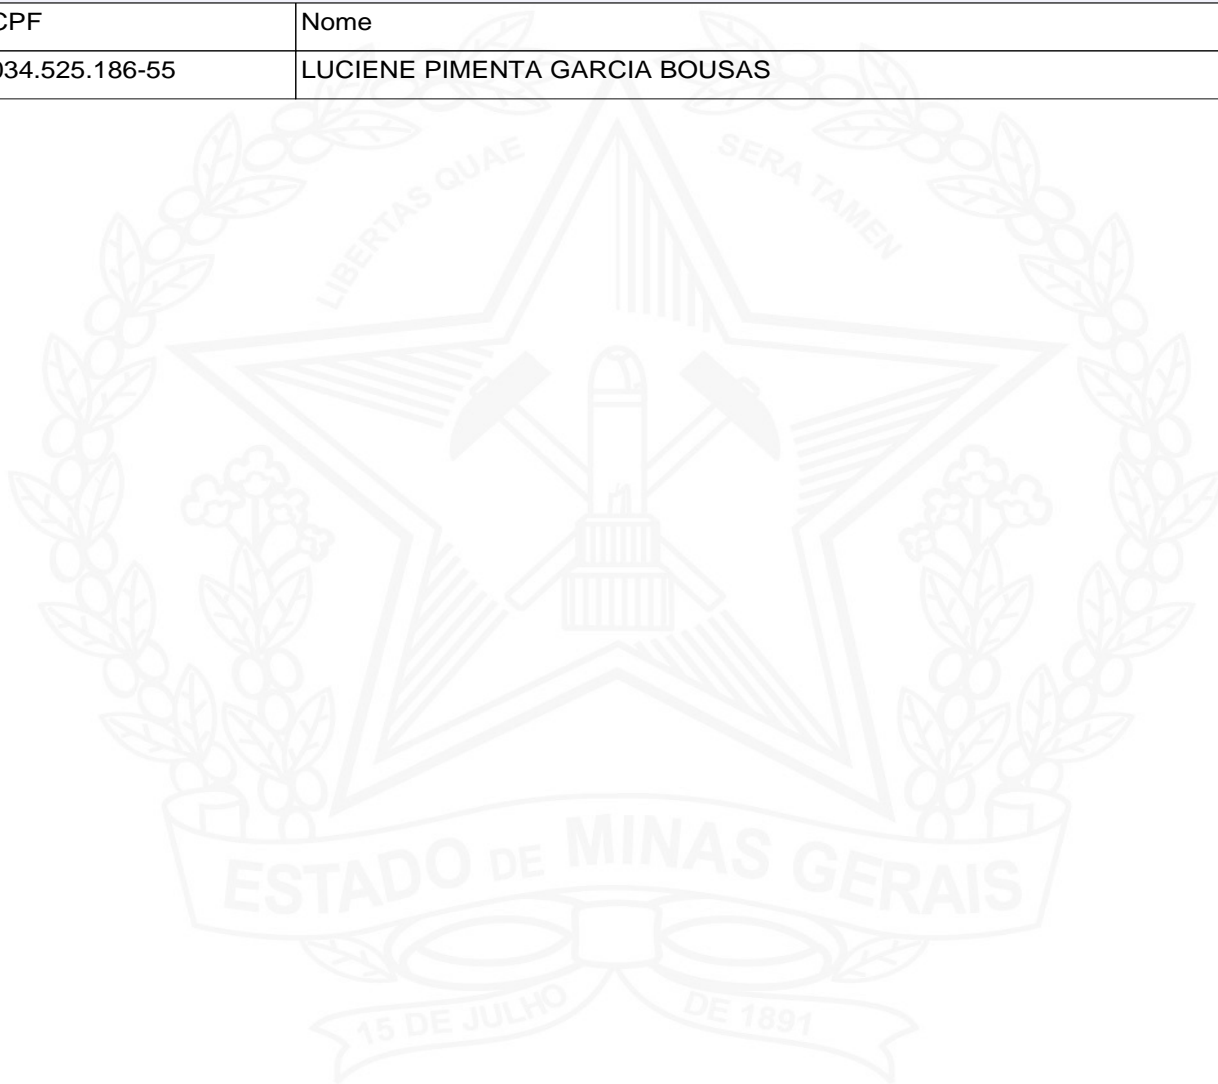 CPF Nome
034.525.186-55 LUCIENE PIMENTA GARCIA BOUSAS
LIBERTAS QUAE SERA TAMEN
ESTADO DE MINAS GERAIS
15 DE JULHO DE 1891